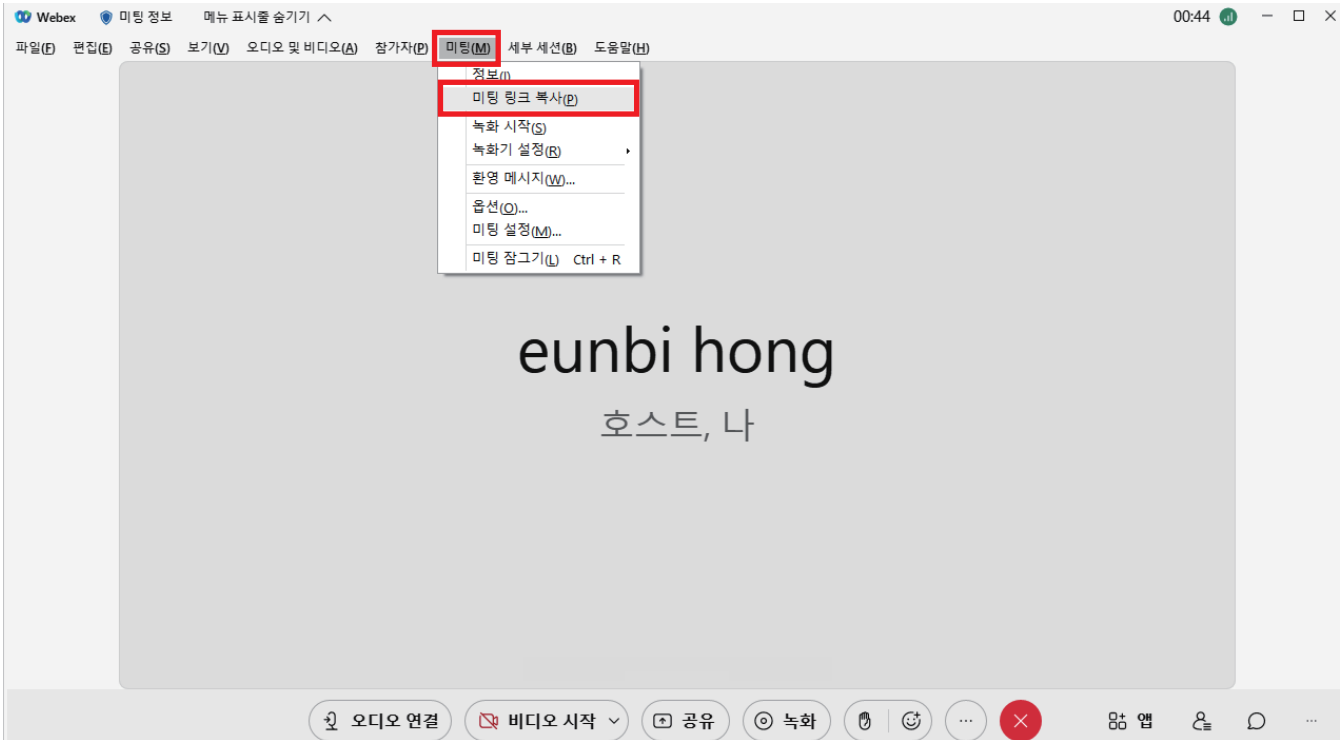 Webex 미팅 정보 메뉴 표시줄 숨기기 00:44
파일(F) 편집(E) 공유(S) 보기(V) 오디오 및 비디오(A) 참가자(P) 미팅(M) 세부 세션(B) 도움말(H)
정보(I)
미팅 링크 복사(P)
녹화 시작(S)
녹화기 설정(R)
환영 메시지(W)...
옵션(O)...
미팅 설정(M)...
미팅 잠그기(L) Ctrl + R
eunbi hong
호스트, 나
오디오 연결 비디오 시작 공유 녹화 앱